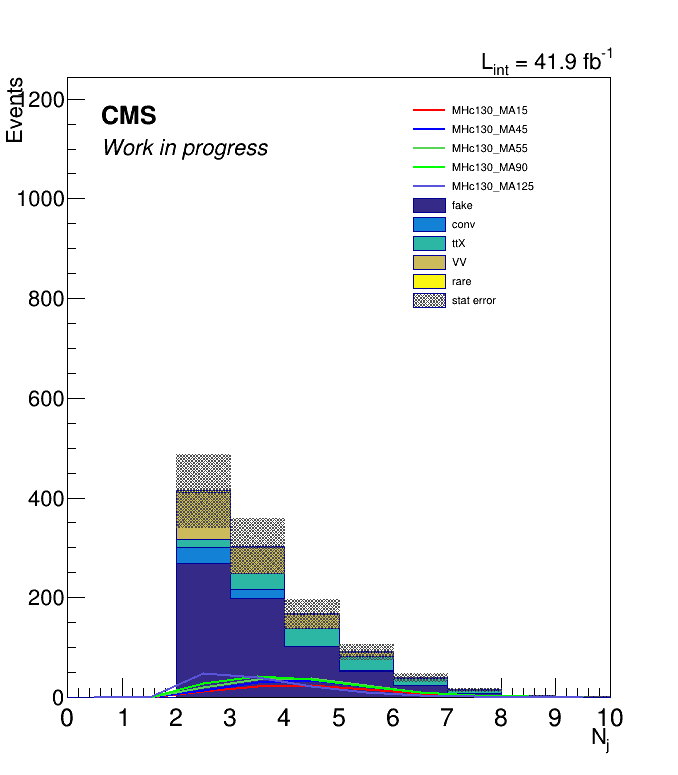 L_int = 41.9 fb^-1
Events
CMS
Work in progress
MHc130_MA15
MHc130_MA45
MHc130_MA55
MHc130_MA90
MHc130_MA125
fake
conv
ttX
VV
rare
stat error
1200
1000
800
600
400
200
0
0 1 2 3 4 5 6 7 8 9 10
N_j